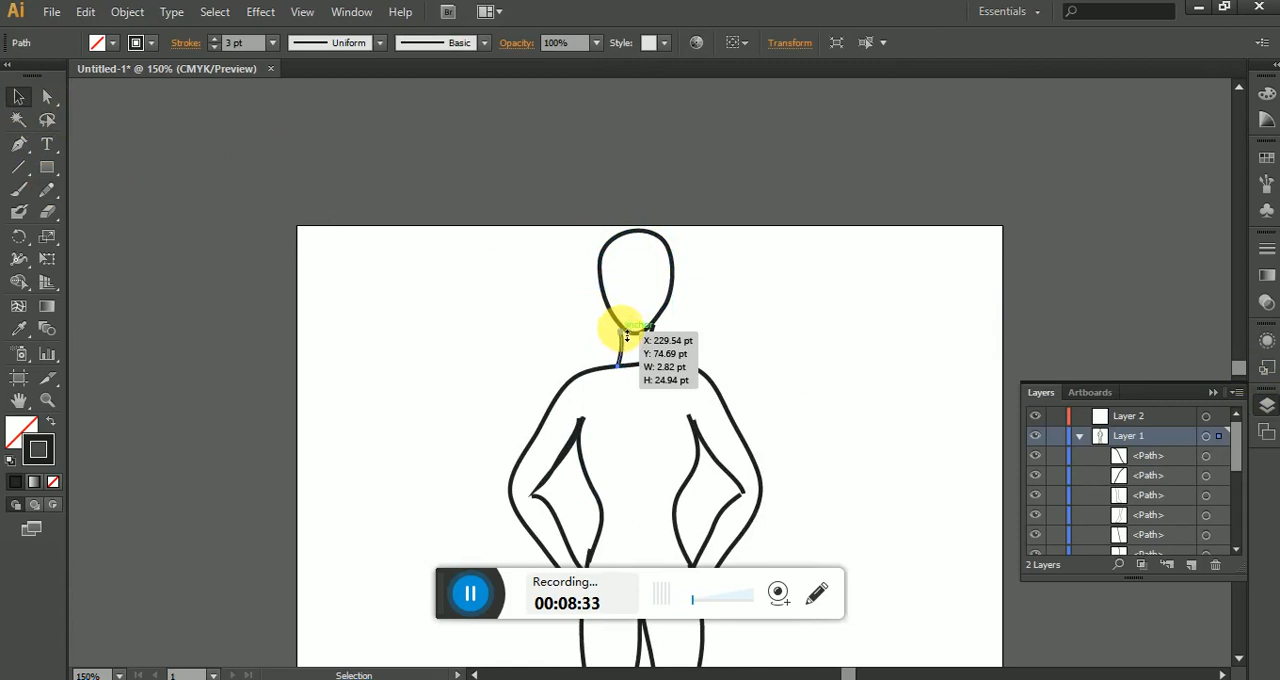 Ai File Edit Object Type Select Effect View Window Help Br Essentials
Path Stroke: 3 pt Uniform Basic Opacity: 100% Style: Transform
Untitled-1* @ 150% (CMYK/Preview) ×
T
anchor
X: 229.54 pt
Y: 74.69 pt
W: 2.82 pt
H: 24.94 pt
Layers Artboards
Layer 2
Layer 1
<Path>
<Path>
<Path>
<Path>
<Path>
2 Layers
Recording...
00:08:33
150% 1 Selection